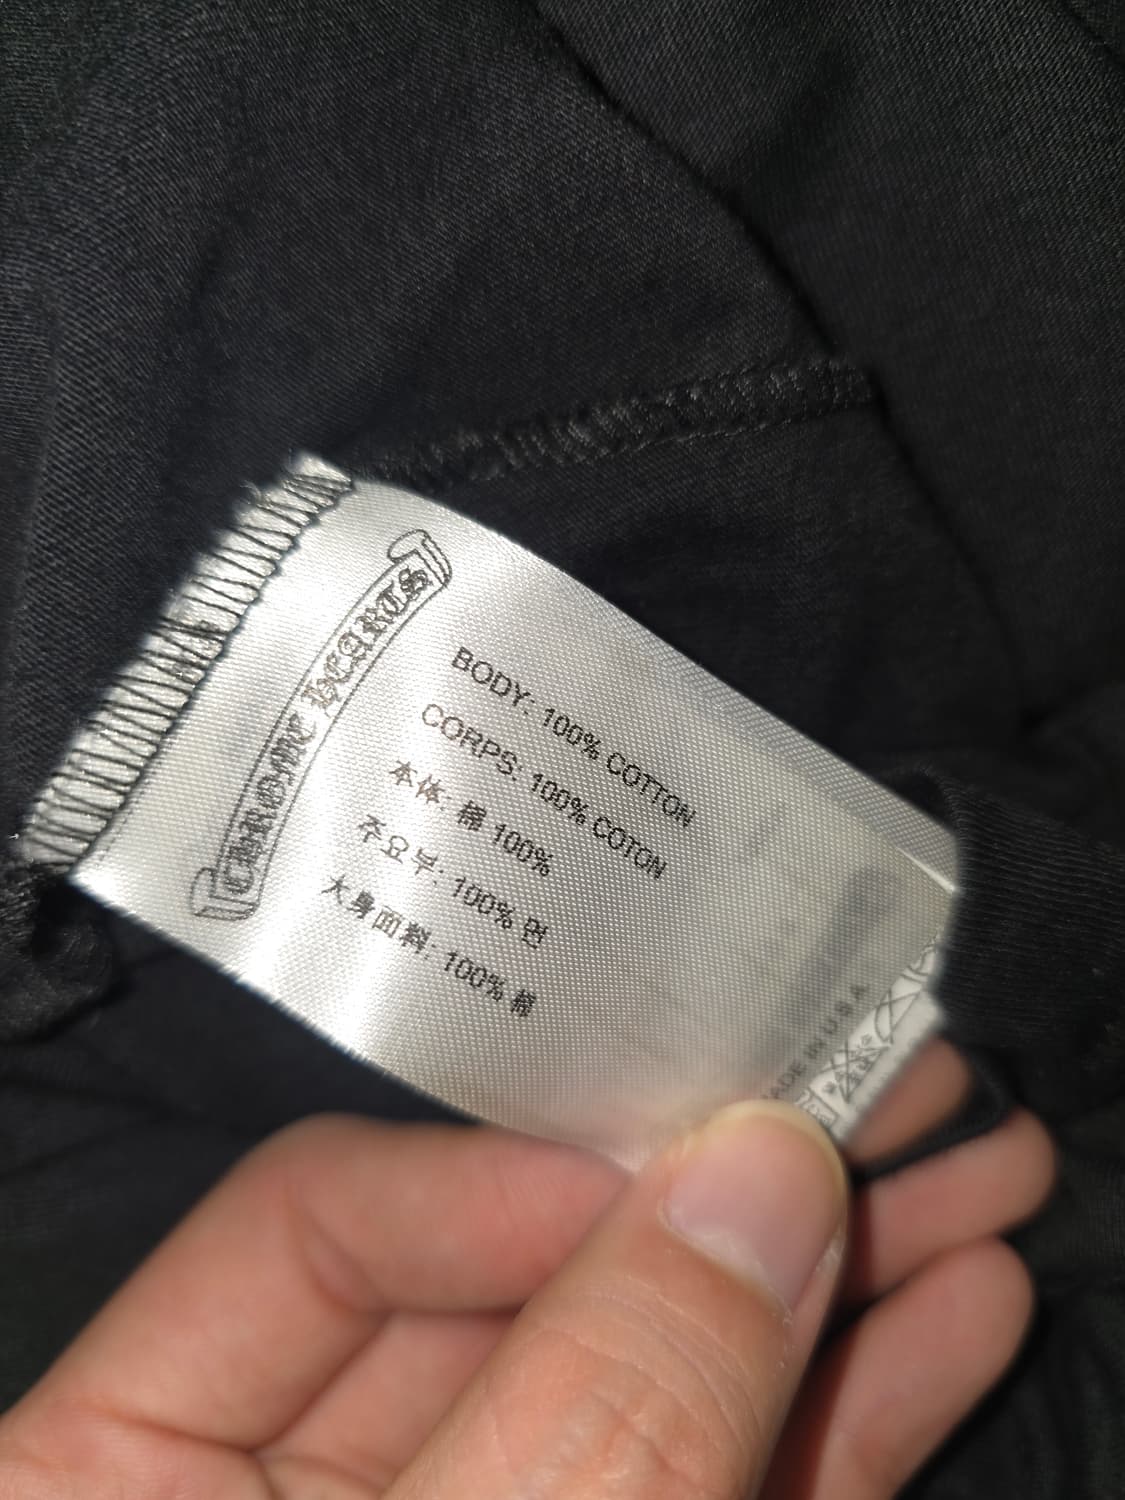 CHROME HEARTS
BODY: 100% COTTON
CORPS: 100% COTON
本体: 棉 100%
주요부: 100% 면
大身面料: 100% 棉
MADE IN U.S.A